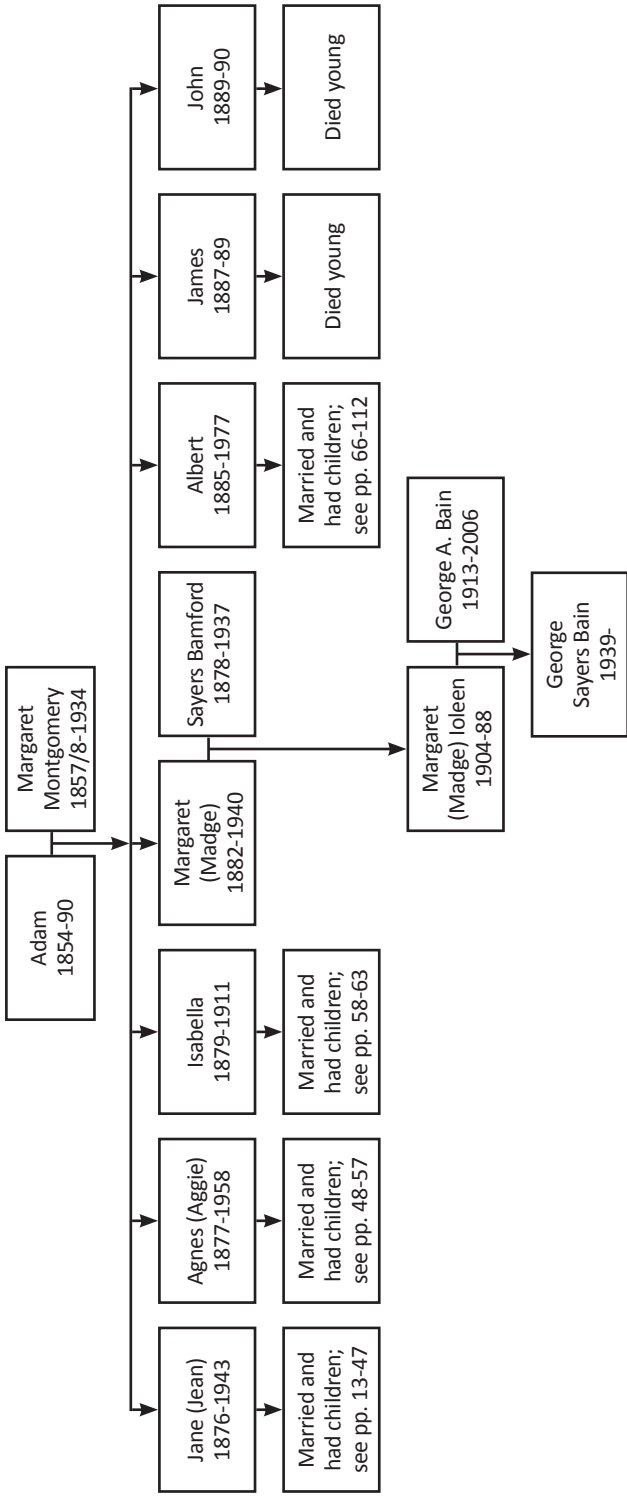 Adam
1854-90
Margaret
Montgomery
1857/8-1934
Jane (Jean)
1876-1943
Agnes (Aggie)
1877-1958
Isabella
1879-1911
Margaret
(Madge)
1882-1940
Sayers Bamford
1878-1937
Albert
1885-1977
James
1887-89
John
1889-90
Married and
had children;
see pp. 13-47
Married and
had children;
see pp. 48-57
Married and
had children;
see pp. 58-63
Married and
had children;
see pp. 66-112
Died young
Died young
Margaret
(Madge) Ioleen
1904-88
George A. Bain
1913-2006
George
Sayers Bain
1939-